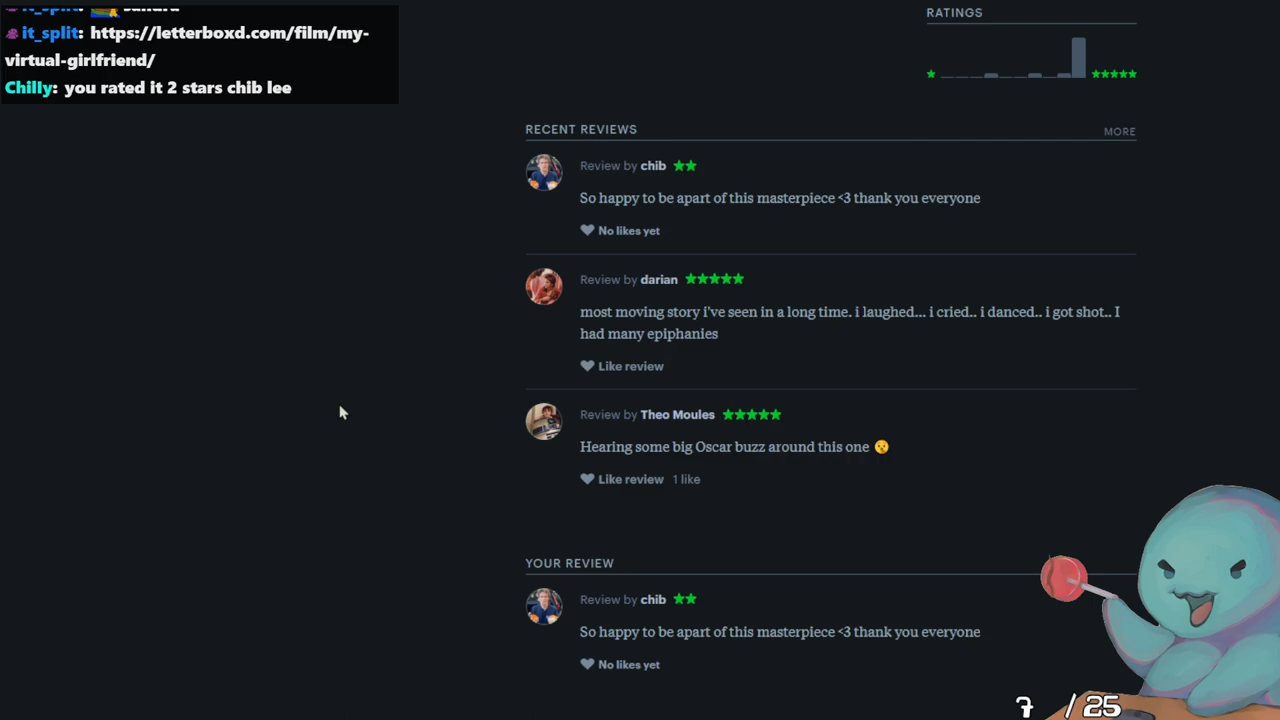 it_split: sandra
it_split: https://letterboxd.com/film/my-
virtual-girlfriend/
Chilly: you rated it 2 stars chib lee
RATINGS
★ ★★★★★
RECENT REVIEWS MORE
Review by chib ★★
So happy to be apart of this masterpiece <3 thank you everyone
No likes yet
Review by darian ★★★★★
most moving story i've seen in a long time. i laughed... i cried.. i danced.. i got shot.. I
had many epiphanies
Like review
Review by Theo Moules ★★★★★
Hearing some big Oscar buzz around this one 🤫
Like review 1 like
YOUR REVIEW
Review by chib ★★
So happy to be apart of this masterpiece <3 thank you everyone
No likes yet
7 /25